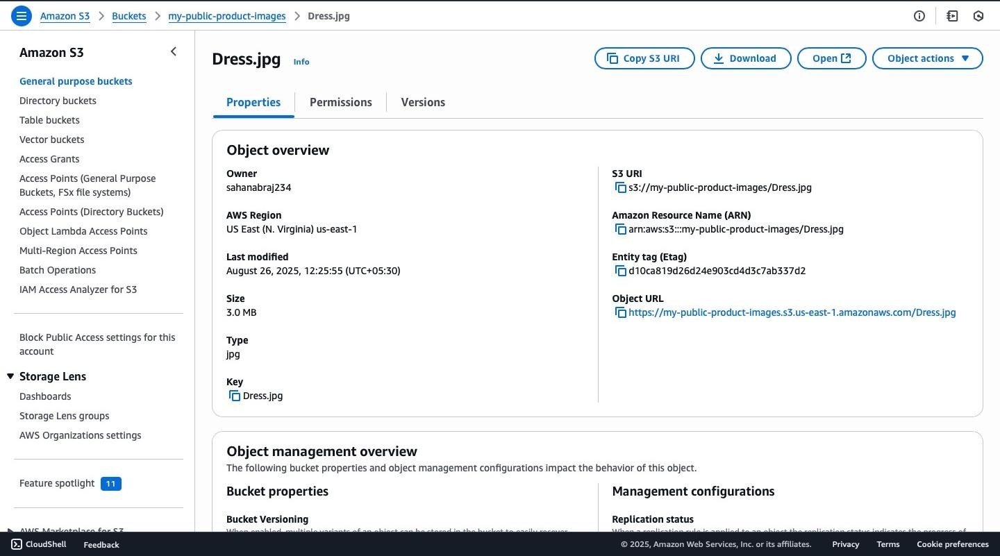 Amazon S3 > Buckets > my-public-product-images > Dress.jpg
Amazon S3
General purpose buckets
Directory buckets
Table buckets
Vector buckets
Access Grants
Access Points (General Purpose
Buckets, FSx file systems)
Access Points (Directory Buckets)
Object Lambda Access Points
Multi-Region Access Points
Batch Operations
IAM Access Analyzer for S3
Block Public Access settings for this
account
Storage Lens
Dashboards
Storage Lens groups
AWS Organizations settings
Feature spotlight 11
AWS Marketplace for S3
Dress.jpg Info
Copy S3 URI Download Open Object actions
Properties Permissions Versions
Object overview
Owner
sahanabraj234
AWS Region
US East (N. Virginia) us-east-1
Last modified
August 26, 2025, 12:25:55 (UTC+05:30)
Size
3.0 MB
Type
jpg
Key
Dress.jpg
S3 URI
s3://my-public-product-images/Dress.jpg
Amazon Resource Name (ARN)
arn:aws:s3:::my-public-product-images/Dress.jpg
Entity tag (Etag)
d10ca819d26d24e903cd4d3c7ab337d2
Object URL
https://my-public-product-images.s3.us-east-1.amazonaws.com/Dress.jpg
Object management overview
The following bucket properties and object management configurations impact the behavior of this object.
Bucket properties
Bucket Versioning
When enabled, multiple variants of an object can be stored in the bucket to easily recover
Management configurations
Replication status
When a replication rule is applied to an object the replication status indicates the progress of
CloudShell Feedback © 2025, Amazon Web Services, Inc. or its affiliates. Privacy Terms Cookie preferences